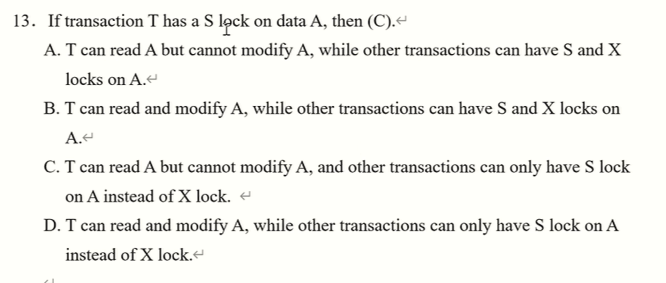 13. If transaction T has a S lock on data A, then (C).↵
A. T can read A but cannot modify A, while other transactions can have S and X
locks on A.↵
B. T can read and modify A, while other transactions can have S and X locks on
A.↵
C. T can read A but cannot modify A, and other transactions can only have S lock
on A instead of X lock. ↵
D. T can read and modify A, while other transactions can only have S lock on A
instead of X lock.↵